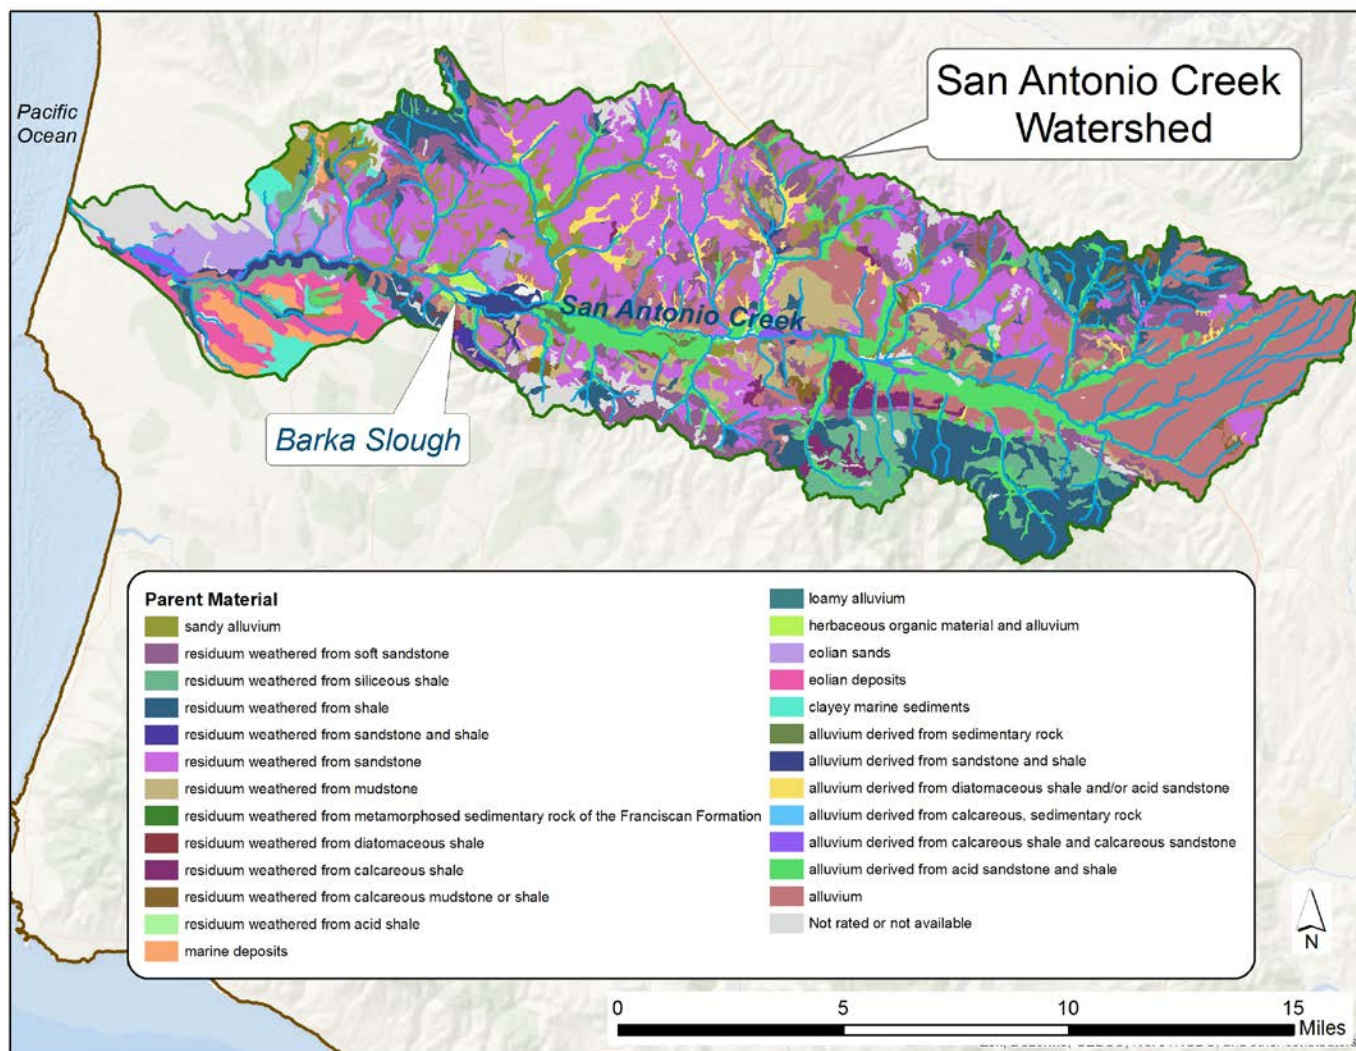 Pacific
Ocean
San Antonio Creek
Watershed
San Antonio Creek
Barka Slough
Parent Material
sandy alluvium
residuum weathered from soft sandstone
residuum weathered from siliceous shale
residuum weathered from shale
residuum weathered from sandstone and shale
residuum weathered from sandstone
residuum weathered from mudstone
residuum weathered from metamorphosed sedimentary rock of the Franciscan Formation
residuum weathered from diatomaceous shale
residuum weathered from calcareous shale
residuum weathered from calcareous mudstone or shale
residuum weathered from acid shale
marine deposits
loamy alluvium
herbaceous organic material and alluvium
eolian sands
eolian deposits
clayey marine sediments
alluvium derived from sedimentary rock
alluvium derived from sandstone and shale
alluvium derived from diatomaceous shale and/or acid sandstone
alluvium derived from calcareous, sedimentary rock
alluvium derived from calcareous shale and calcareous sandstone
alluvium derived from acid sandstone and shale
alluvium
Not rated or not available
N
0 5 10 15
Miles